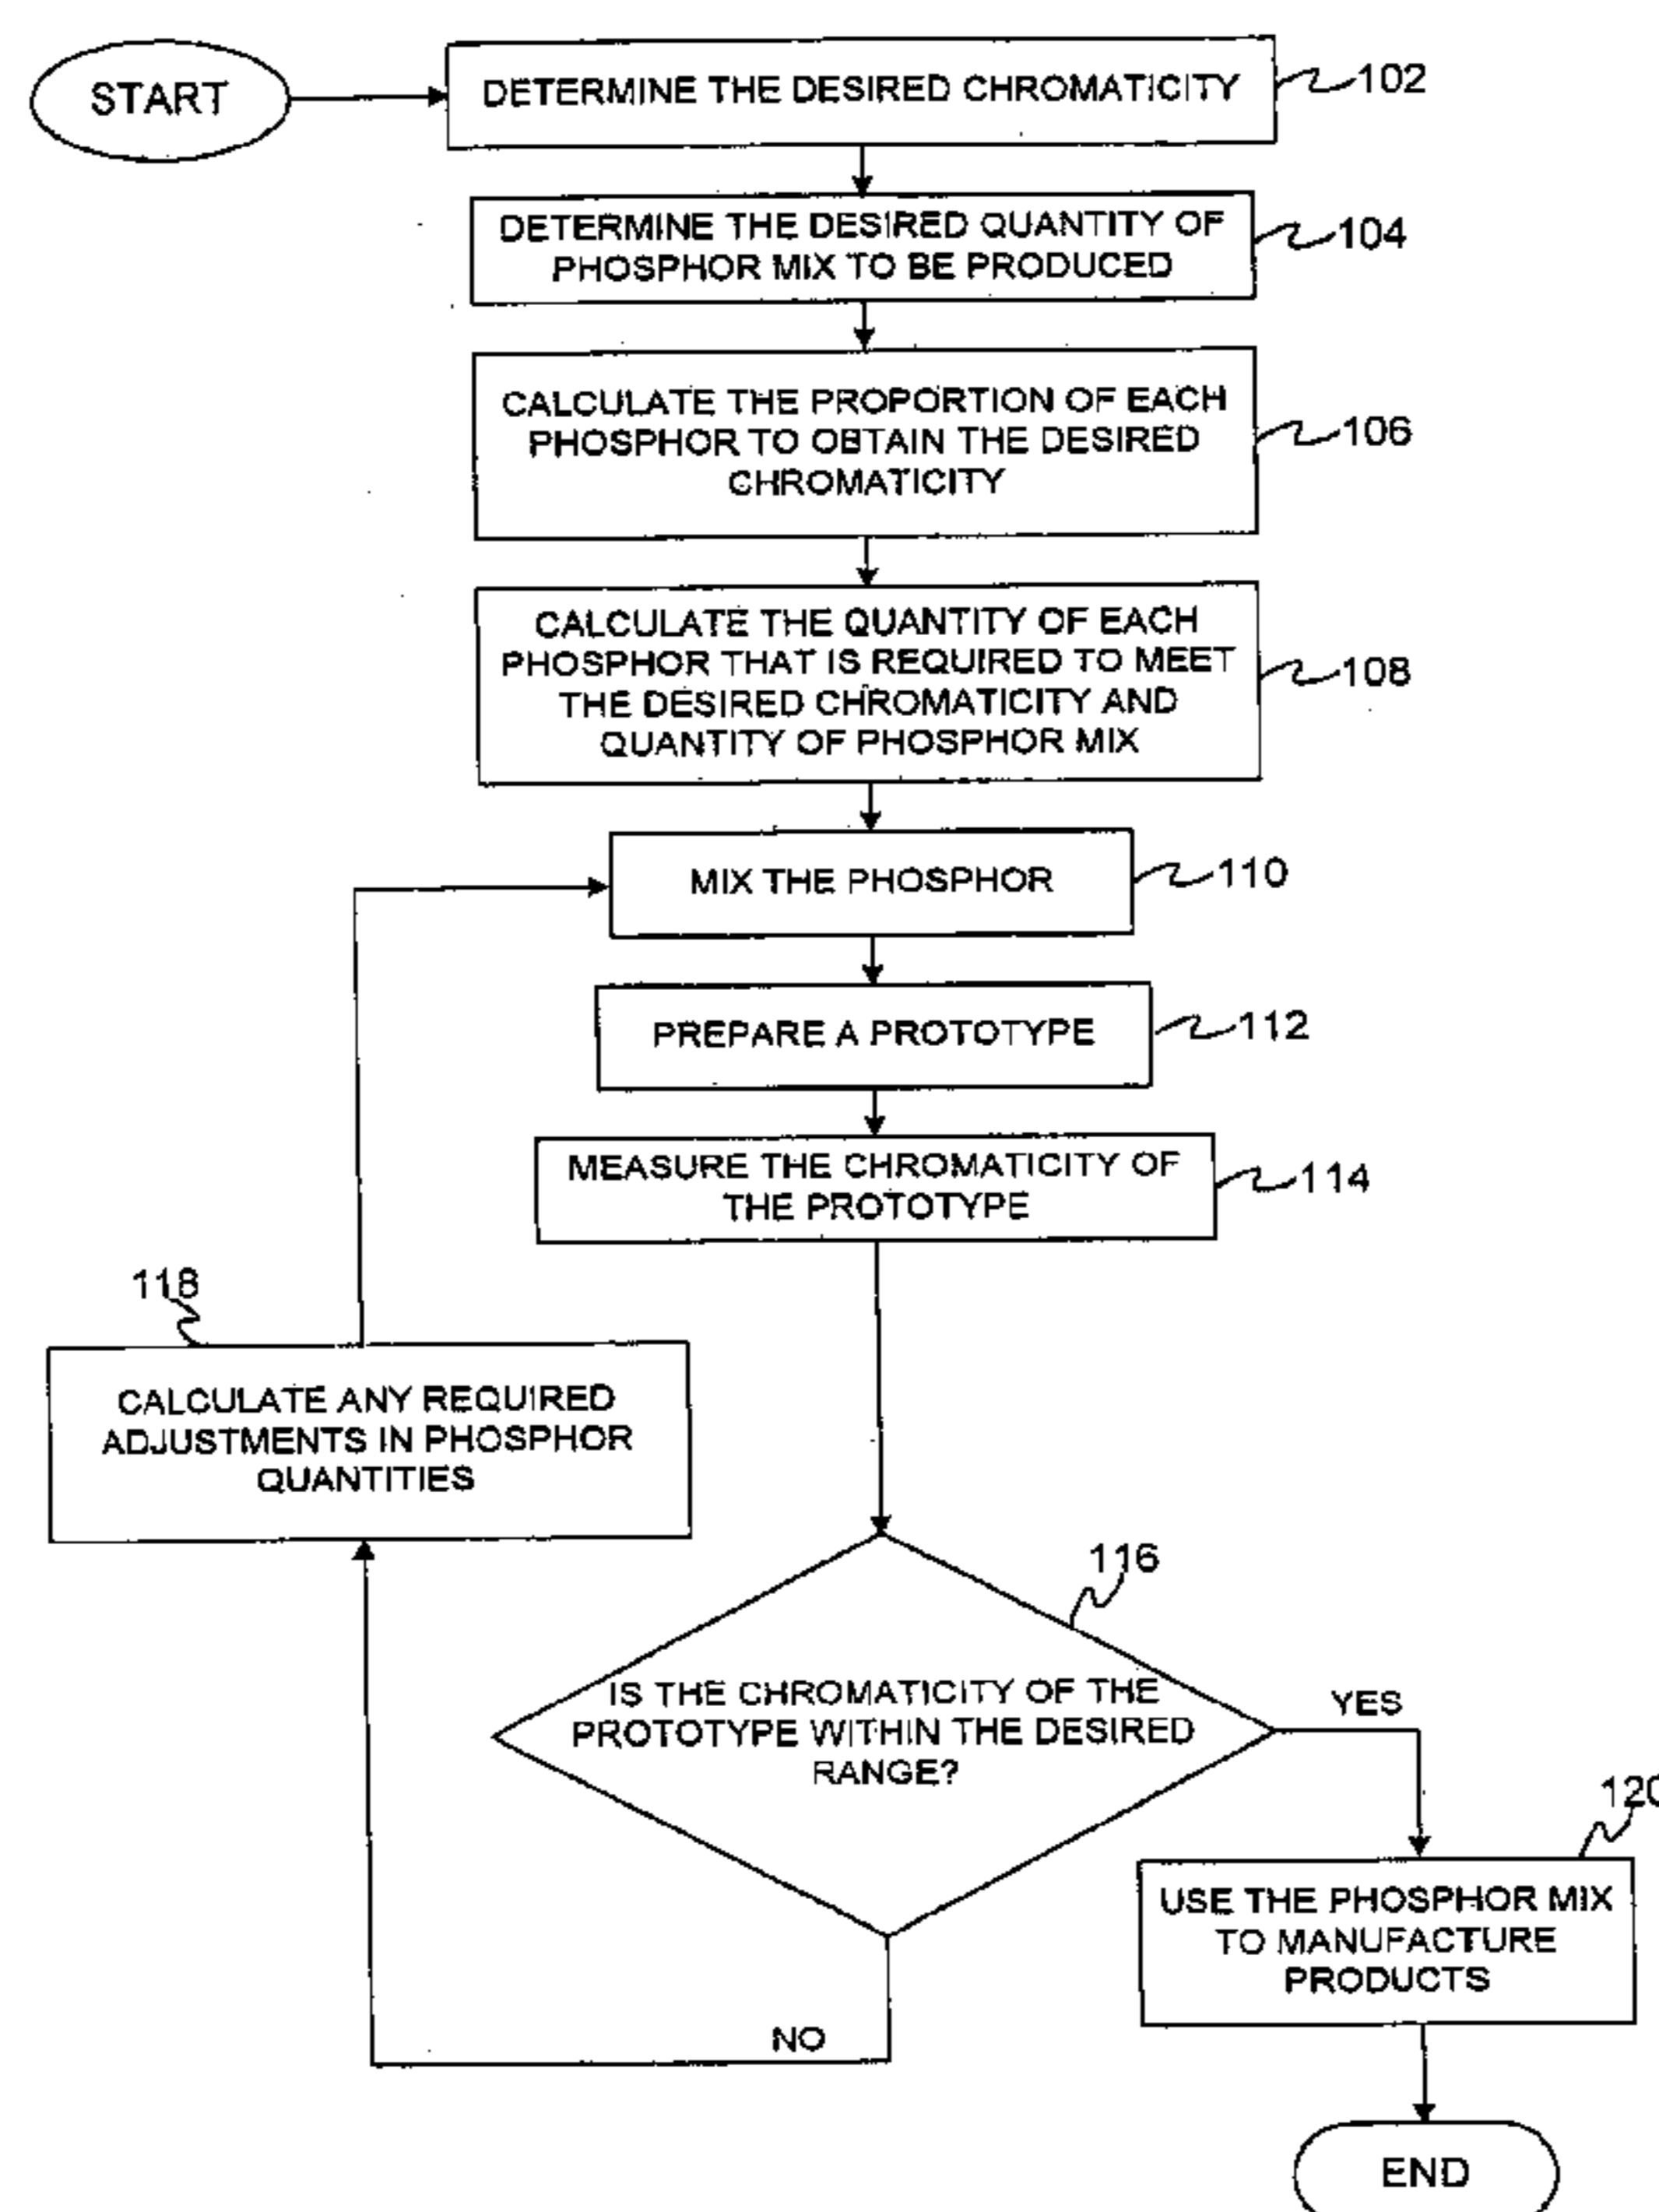 START
DETERMINE THE DESIRED CHROMATICITY
102
DETERMINE THE DESIRED QUANTITY OF
PHOSPHOR MIX TO BE PRODUCED
104
CALCULATE THE PROPORTION OF EACH
PHOSPHOR TO OBTAIN THE DESIRED
CHROMATICITY
106
CALCULATE THE QUANTITY OF EACH
PHOSPHOR THAT IS REQUIRED TO MEET
THE DESIRED CHROMATICITY AND
QUANTITY OF PHOSPHOR MIX
108
MIX THE PHOSPHOR
110
PREPARE A PROTOTYPE
112
MEASURE THE CHROMATICITY OF
THE PROTOTYPE
114
118
CALCULATE ANY REQUIRED
ADJUSTMENTS IN PHOSPHOR
QUANTITIES
116
IS THE CHROMATICITY OF THE
PROTOTYPE WITHIN THE DESIRED
RANGE?
YES
NO
120
USE THE PHOSPHOR MIX
TO MANUFACTURE
PRODUCTS
END